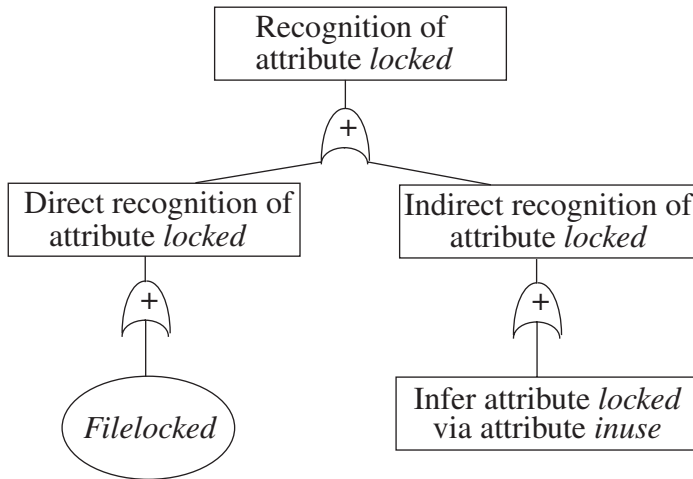 Recognition of
attribute locked
+
Direct recognition of
attribute locked
Indirect recognition of
attribute locked
+
+
Filelocked
Infer attribute locked
via attribute inuse